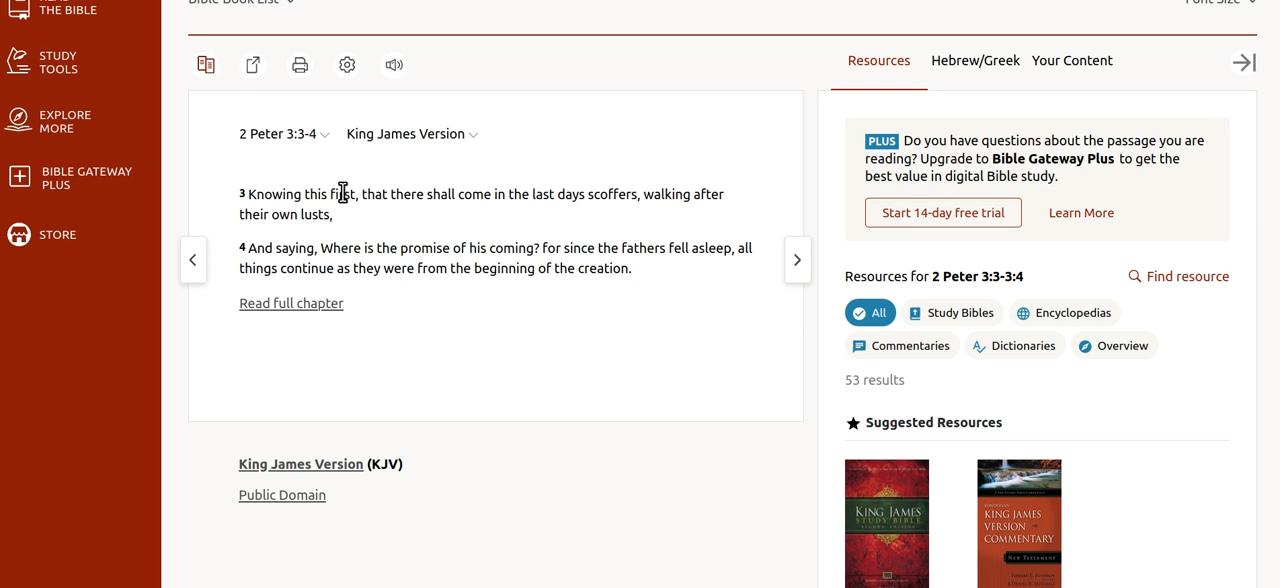 THE BIBLE
STUDY
TOOLS
EXPLORE
MORE
BIBLE GATEWAY
PLUS
STORE
Bible Book List
Font Size
Resources
Hebrew/Greek
Your Content
2 Peter 3:3-4
King James Version
3 Knowing this first, that there shall come in the last days scoffers, walking after
their own lusts,
4 And saying, Where is the promise of his coming? for since the fathers fell asleep, all
things continue as they were from the beginning of the creation.
Read full chapter
King James Version (KJV)
Public Domain
PLUS Do you have questions about the passage you are
reading? Upgrade to Bible Gateway Plus to get the
best value in digital Bible study.
Start 14-day free trial
Learn More
Resources for 2 Peter 3:3-3:4
Find resource
All
Study Bibles
Encyclopedias
Commentaries
Dictionaries
Overview
53 results
Suggested Resources
KING JAMES
STUDY BIBLE
KING JAMES
VERSION
COMMENTARY
NEW TESTAMENT